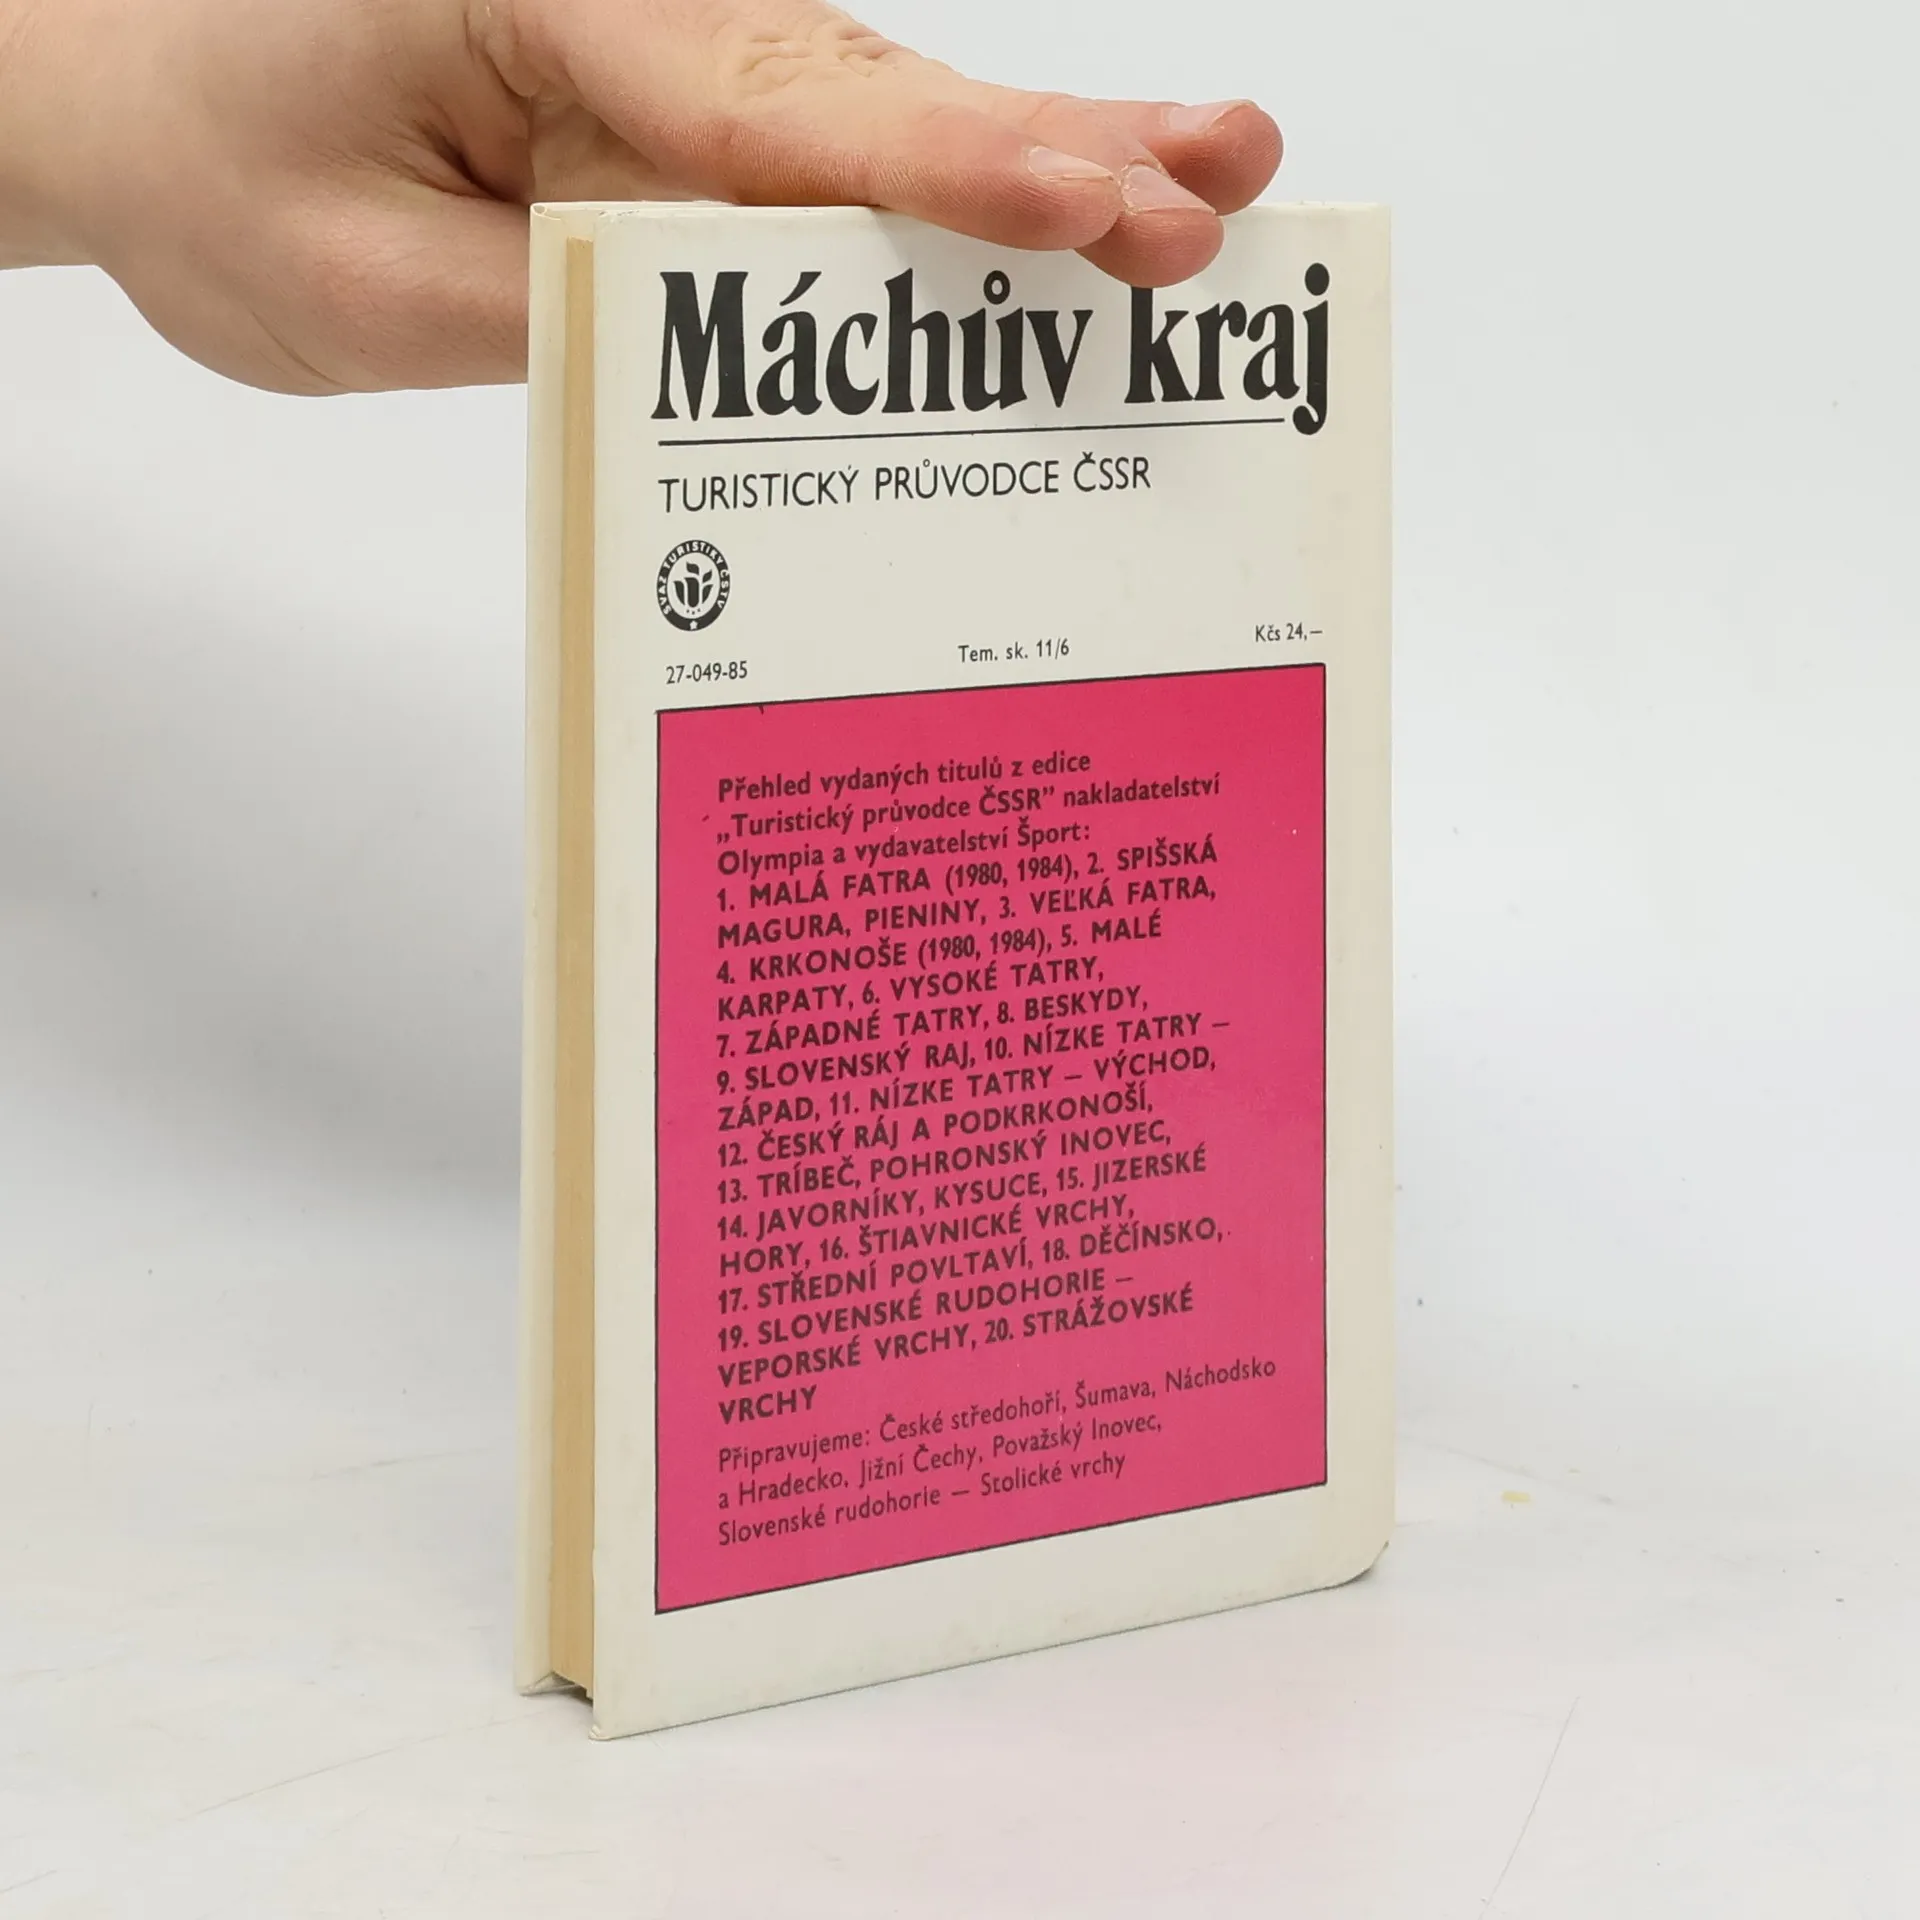 Máchův kraj
TURISTICKÝ PRŮVODCE ČSSR
SVAZ TURISTIKY ČSTV
27-049-85
Tem. sk. 11/6
Kčs 24,—
Přehled vydaných titulů z edice
„Turistický průvodce ČSSR” nakladatelství
Olympia a vydavatelství Šport:
1. MALÁ FATRA (1980, 1984), 2. SPIŠSKÁ
MAGURA, PIENINY, 3. VEĽKÁ FATRA,
4. KRKONOŠE (1980, 1984), 5. MALÉ
KARPATY, 6. VYSOKÉ TATRY,
7. ZÁPADNÉ TATRY, 8. BESKYDY,
9. SLOVENSKÝ RAJ, 10. NÍZKE TATRY –
ZÁPAD, 11. NÍZKE TATRY – VÝCHOD,
12. ČESKÝ RÁJ A PODKRKONOŠÍ,
13. TRÍBEČ, POHRONSKÝ INOVEC,
14. JAVORNÍKY, KYSUCE, 15. JIZERSKÉ
HORY, 16. ŠTIAVNICKÉ VRCHY,
17. STŘEDNÍ POVLTAVÍ, 18. DĚČÍNSKO,
19. SLOVENSKÉ RUDOHORIE –
VEPORSKÉ VRCHY, 20. STRÁŽOVSKÉ
VRCHY
Připravujeme: České středohoří, Šumava, Náchodsko
a Hradecko, Jižní Čechy, Považský Inovec,
Slovenské rudohorie — Stolické vrchy